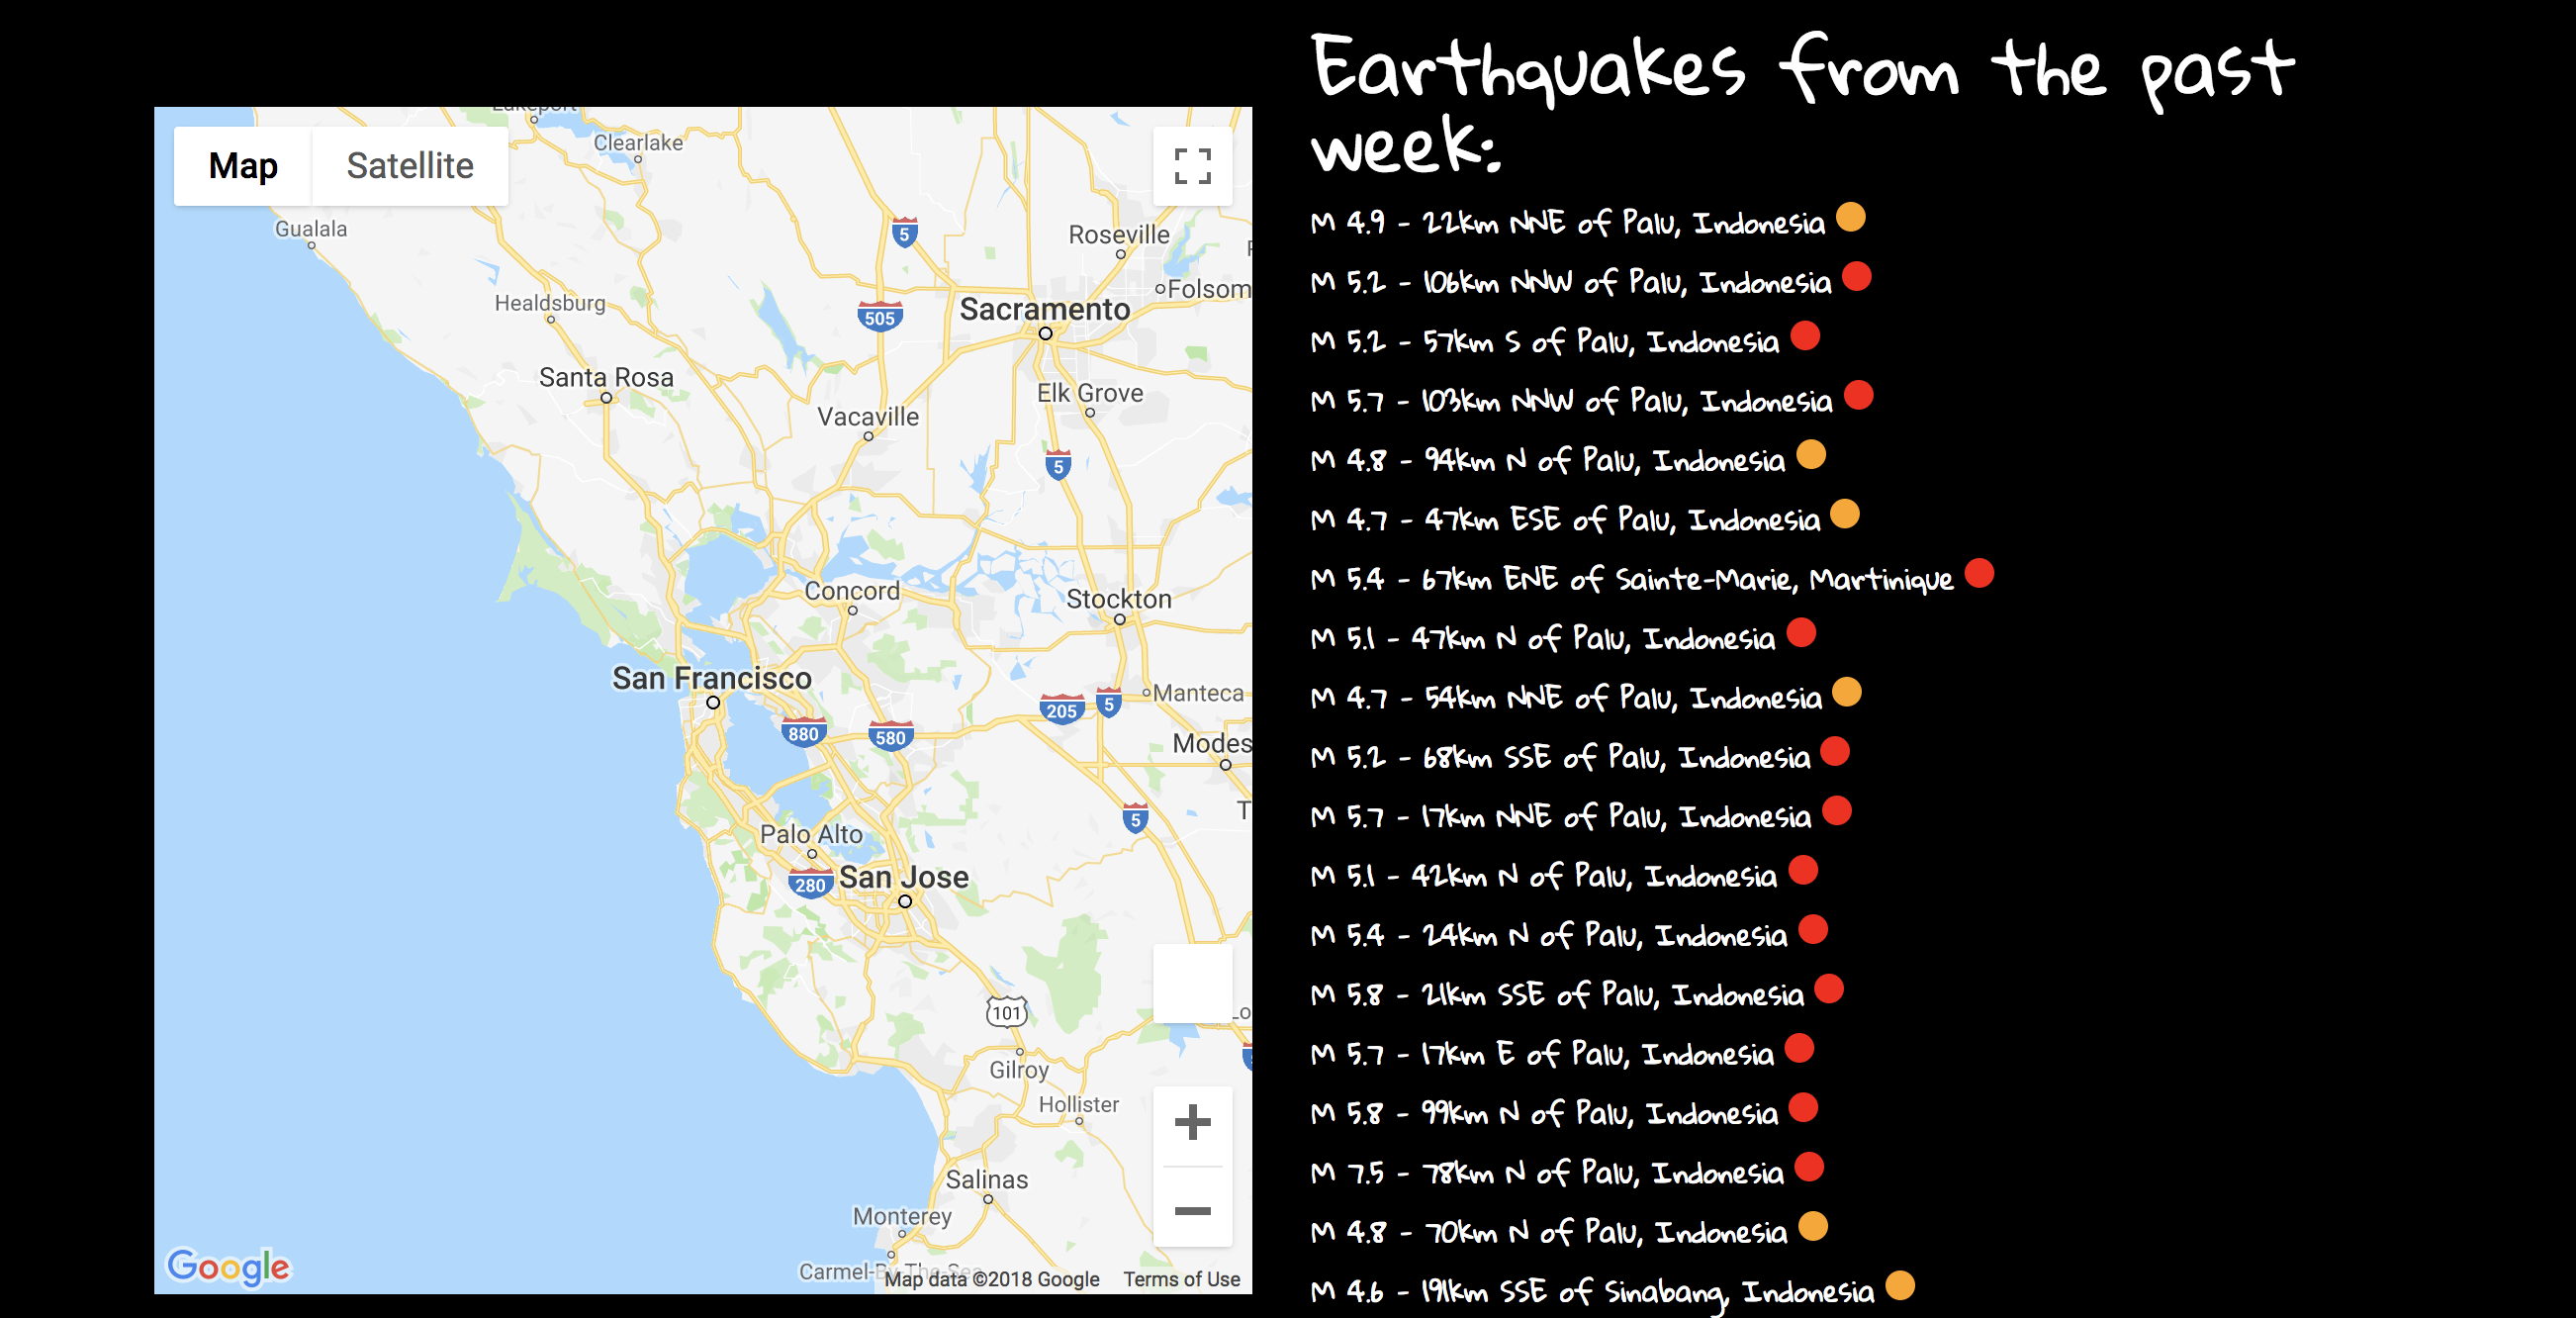 Earthquakes from the past
week:
M 4.9 - 22km NNE of Palu, Indonesia
M 5.2 - 106km NNW of Palu, Indonesia
M 5.2 - 57km S of Palu, Indonesia
M 5.7 - 103km NNW of Palu, Indonesia
M 4.8 - 94km N of Palu, Indonesia
M 4.7 - 47km ESE of Palu, Indonesia
M 5.4 - 67km ENE of Sainte-Marie, Martinique
M 5.1 - 47km N of Palu, Indonesia
M 4.7 - 54km NNE of Palu, Indonesia
M 5.2 - 68km SSE of Palu, Indonesia
M 5.7 - 17km NNE of Palu, Indonesia
M 5.1 - 42km N of Palu, Indonesia
M 5.4 - 24km N of Palu, Indonesia
M 5.8 - 21km SSE of Palu, Indonesia
M 5.7 - 17km E of Palu, Indonesia
M 5.8 - 99km N of Palu, Indonesia
M 7.5 - 78km N of Palu, Indonesia
M 4.8 - 70km N of Palu, Indonesia
M 4.6 - 191km SSE of Sinabang, Indonesia
Map
Satellite
Lakeport
Clearlake
Gualala
5
Roseville
Healdsburg
Folsom
505
Sacramento
Santa Rosa
Elk Grove
Vacaville
5
Concord
Stockton
San Francisco
Manteca
205
5
880
580
Modes
5
Palo Alto
280
San Jose
101
Gilroy
Hollister
Salinas
Monterey
Carmel-By-The-Sea
Google
Map data ©2018 Google
Terms of Use